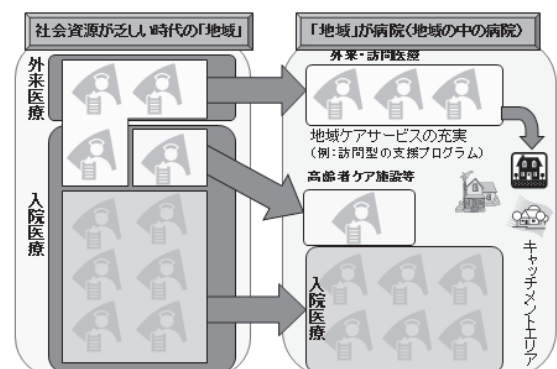 社会資源が乏しい時代の「地域」
外来医療
入院医療
「地域」が病院(地域の中の病院)
外来・訪問医療
地域ケアサービスの充実
(例:訪問型の支援プログラム)
高齢者ケア施設等
入院医療
キャッチメントエリア